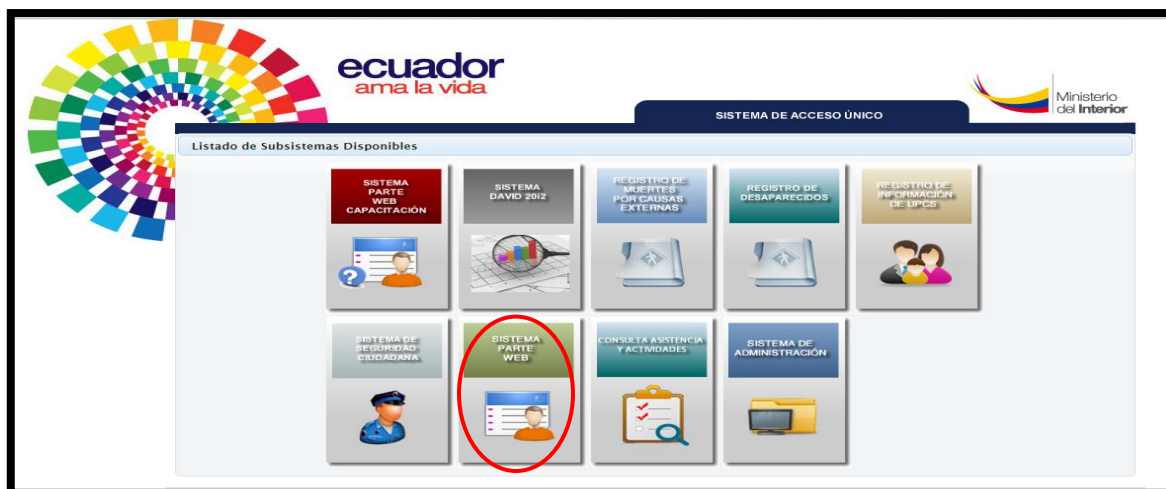 ecuador
ama la vida
SISTEMA DE ACCESO ÚNICO
Ministerio
del Interior
Listado de Subsistemas Disponibles
SISTEMA
PARTE
WEB
CAPACITACIÓN
SISTEMA
DAVID 2012
REGISTRO DE
MUERTES
POR CAUSAS
EXTERNAS
REGISTRO DE
DESAPARECIDOS
REGISTRO DE
INFORMACIÓN
DE UPCS
SISTEMA DE
SEGURIDAD
CIUDADANA
SISTEMA
PARTE
WEB
CONSULTA ASISTENCIA
Y ACTIVIDADES
SISTEMA DE
ADMINISTRACIÓN